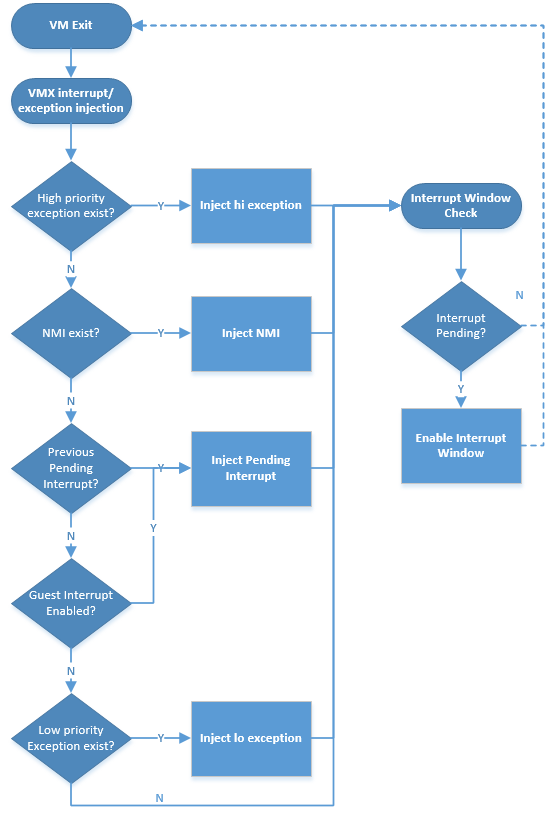 VM Exit
VMX interrupt/
exception injection
High priority
exception exist?
Y
Inject hi exception
Interrupt Window
Check
N
NMI exist?
Y
Inject NMI
Interrupt
Pending?
N
Y
N
Previous
Pending
Interrupt?
Y
Inject Pending
Interrupt
Enable Interrupt
Window
Y
N
Guest Interrupt
Enabled?
N
Low priority
Exception exist?
Y
Inject lo exception
N